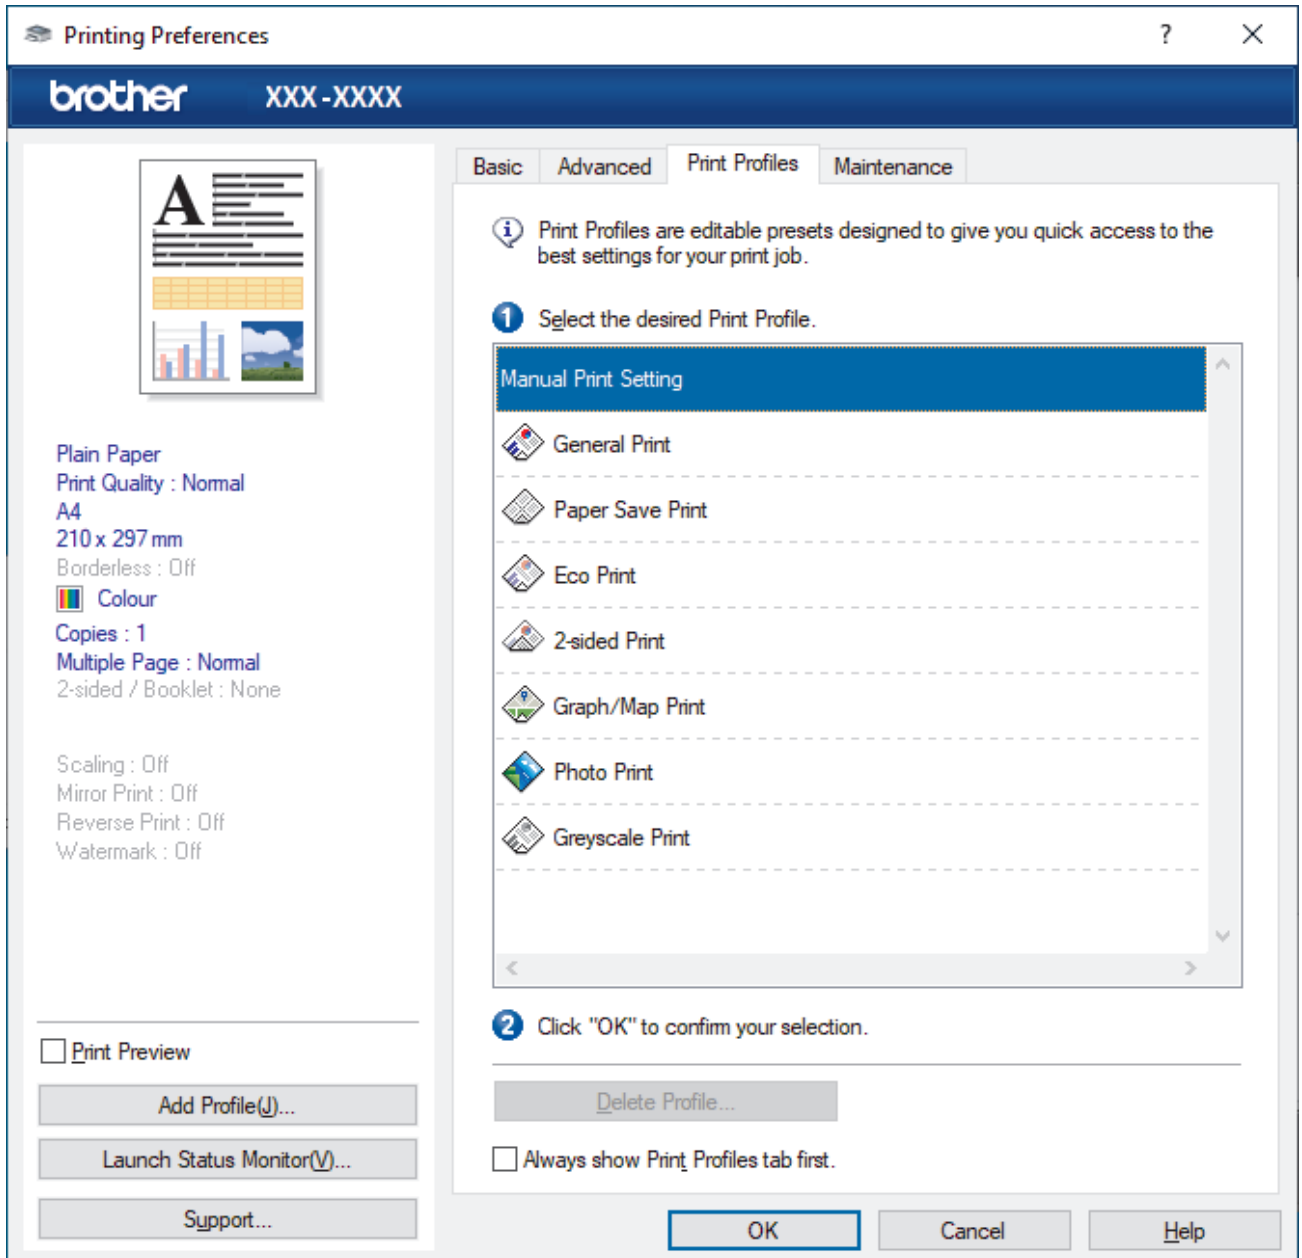 Printing Preferences
?
brother XXX-XXXX
A
Plain Paper
Print Quality : Normal
A4
210 x 297 mm
Borderless : Off
Colour
Copies : 1
Multiple Page : Normal
2-sided / Booklet : None
Scaling : Off
Mirror Print : Off
Reverse Print : Off
Watermark : Off
Print Preview
Add Profile(J)...
Launch Status Monitor(V)...
Support...
Basic Advanced Print Profiles Maintenance
Print Profiles are editable presets designed to give you quick access to the
best settings for your print job.
1 Select the desired Print Profile.
Manual Print Setting
General Print
Paper Save Print
Eco Print
2-sided Print
Graph/Map Print
Photo Print
Greyscale Print
2 Click "OK" to confirm your selection.
Delete Profile...
Always show Print Profiles tab first.
OK Cancel Help